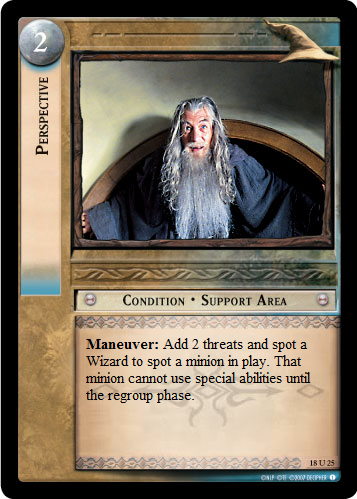 2
PERSPECTIVE
CONDITION • SUPPORT AREA
Maneuver: Add 2 threats and spot a
Wizard to spot a minion in play. That
minion cannot use special abilities until
the regroup phase.
18 U 25